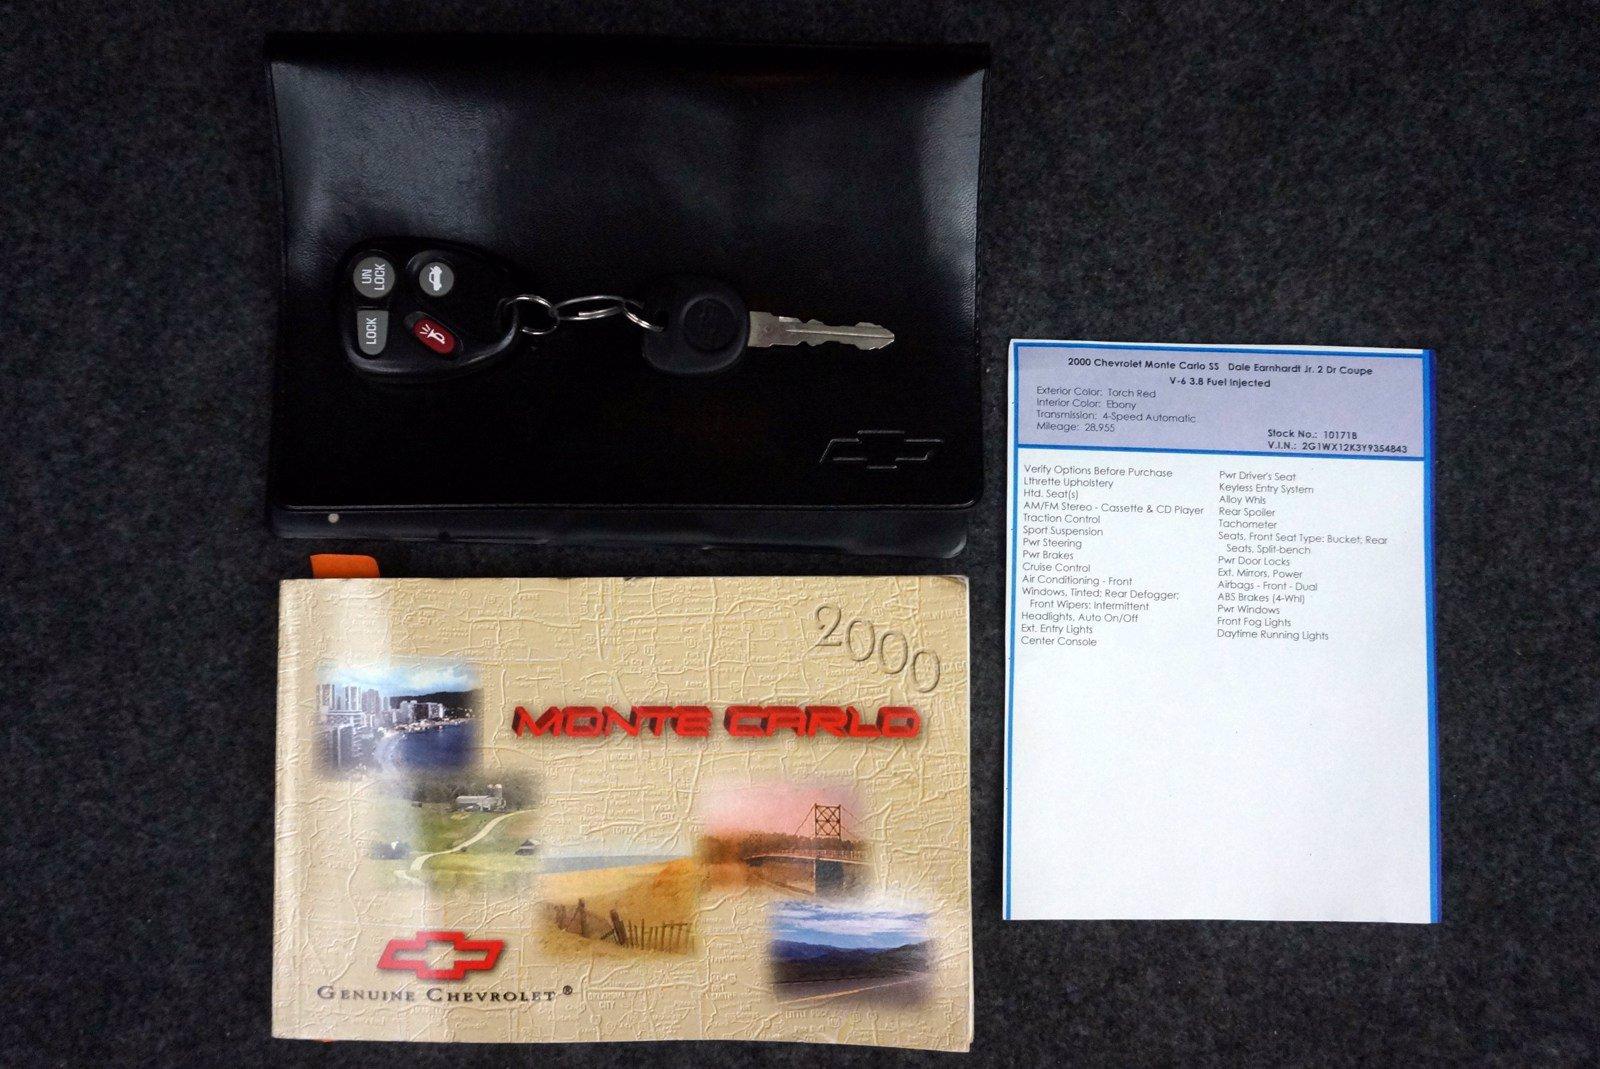 UN
LOCK
LOCK
2000 Chevrolet Monte Carlo SS Dale Earnhardt Jr. 2 Dr Coupe
V-6 3.8 Fuel Injected
Exterior Color: Torch Red
Interior Color: Ebony
Transmission: 4-Speed Automatic
Mileage: 28,955
Stock No.: 10171B
V.I.N.: 2G1WX12K3Y9354843
Verify Options Before Purchase
Lthrette Upholstery
Htd. Seat(s)
AM/FM Stereo - Cassette & CD Player
Traction Control
Sport Suspension
Pwr Steering
Pwr Brakes
Cruise Control
Air Conditioning - Front
Windows, Tinted; Rear Defogger;
Front Wipers: Intermittent
Headlights, Auto On/Off
Ext. Entry Lights
Center Console
Pwr Driver's Seat
Keyless Entry System
Alloy Whls
Rear Spoiler
Tachometer
Seats, Front Seat Type: Bucket; Rear
Seats, Split-bench
Pwr Door Locks
Ext. Mirrors, Power
Airbags - Front - Dual
ABS Brakes (4-Whl)
Pwr Windows
Front Fog Lights
Daytime Running Lights
2000
MONTE CARLO
GENUINE CHEVROLET®
OKLAHOMA
CITY
LITTLE ROCK